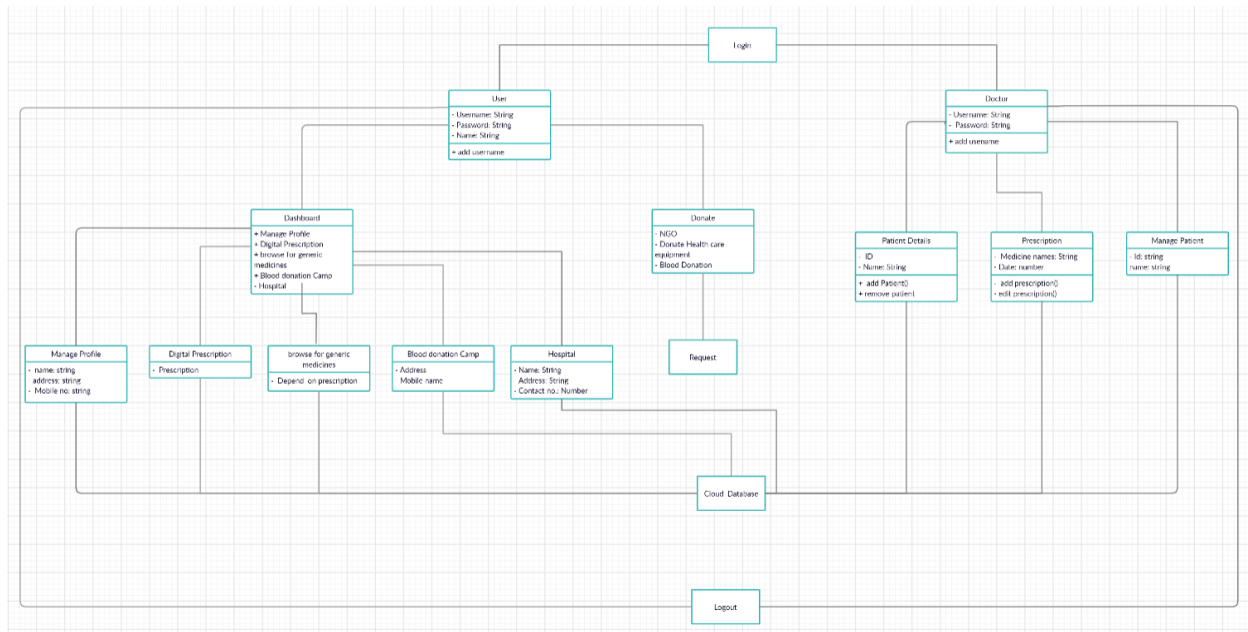 Login
User
- Username: String
- Password: String
- Name: String
+ add username
Doctor
- Username: String
- Password: String
+ add usename
Dashboard
+ Manage Profile
+ Digital Prescription
+ browse for generic
medicines
+ Blood donation Camp
- Hospital
Donate
- NGO
- Donate Health care
equipment
- Blood Donation
Patient Details
- ID
- Name: String
+ add Patient()
+ remove patient
Prescription
- Medicine names: String
- Date: number
- add prescription()
- edit prescription()
Manage Patient
- Id: string
name: string
Manage Profile
- name: string
address: string
- Mobile no: string
Digital Prescription
- Prescription
browse for generic
medicines
- Depend on prescription
Blood donation Camp
- Address
Mobile name
Hospital
- Name: String
Address: String
- Contact no.: Number
Request
Cloud Database
Logout